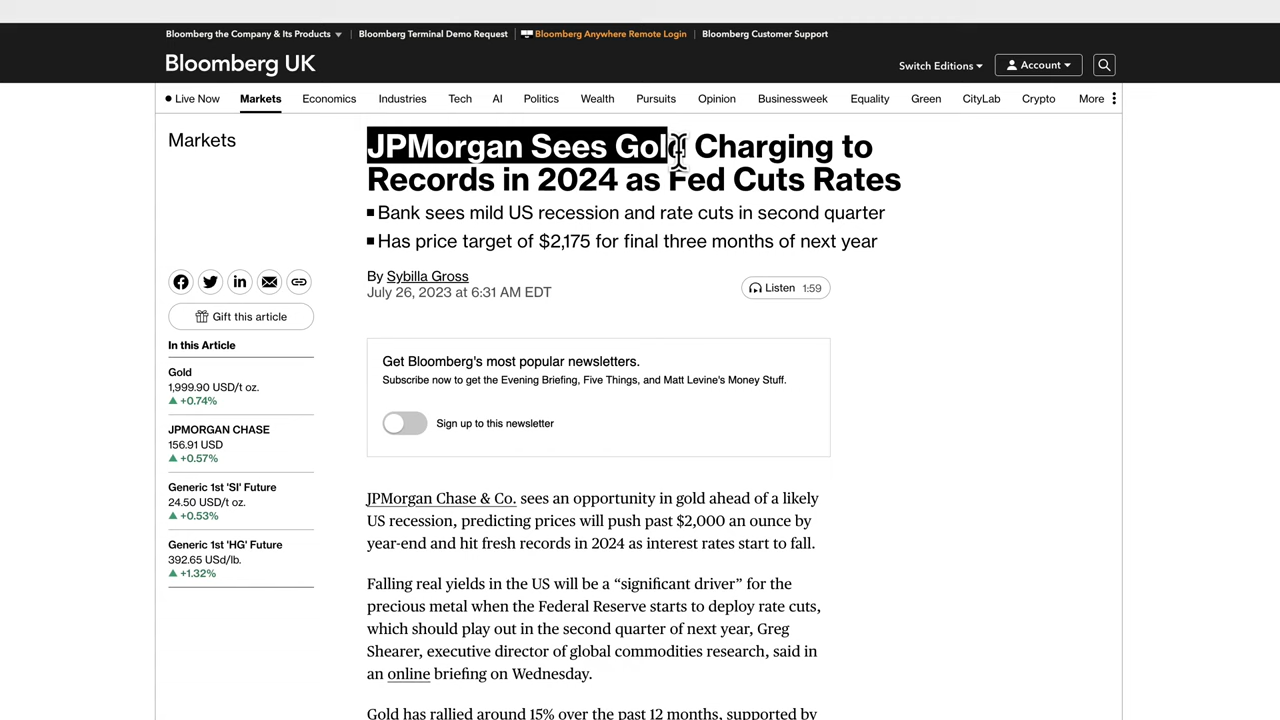 Bloomberg the Company & Its Products
Bloomberg Terminal Demo Request
Bloomberg Anywhere Remote Login
Bloomberg Customer Support
Bloomberg UK
Switch Editions
Account
Live Now
Markets
Economics
Industries
Tech
AI
Politics
Wealth
Pursuits
Opinion
Businessweek
Equality
Green
CityLab
Crypto
More
Markets
JPMorgan Sees Gold Charging to
Records in 2024 as Fed Cuts Rates
Bank sees mild US recession and rate cuts in second quarter
Has price target of $2,175 for final three months of next year
By Sybilla Gross
July 26, 2023 at 6:31 AM EDT
Listen 1:59
Gift this article
In this Article
Gold
1,999.90 USD/t oz.
+0.74%
JPMORGAN CHASE
156.91 USD
+0.57%
Generic 1st 'SI' Future
24.50 USD/t oz.
+0.53%
Generic 1st 'HG' Future
392.65 USd/lb.
+1.32%
Get Bloomberg's most popular newsletters.
Subscribe now to get the Evening Briefing, Five Things, and Matt Levine's Money Stuff.
Sign up to this newsletter
JPMorgan Chase & Co. sees an opportunity in gold ahead of a likely
US recession, predicting prices will push past $2,000 an ounce by
year-end and hit fresh records in 2024 as interest rates start to fall.
Falling real yields in the US will be a “significant driver” for the
precious metal when the Federal Reserve starts to deploy rate cuts,
which should play out in the second quarter of next year, Greg
Shearer, executive director of global commodities research, said in
an online briefing on Wednesday.
Gold has rallied around 15% over the past 12 months, supported by